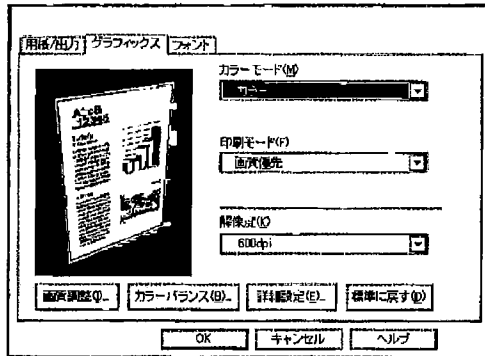 用紙/出力 グラフィックス フォント
カラーモード(M)
カラー
印刷モード(F)
画質優先
解像度(K)
600dpi
画質調整(I)... カラーバランス(B)... 詳細設定(E)... 標準に戻す(D)
OK キャンセル ヘルプ